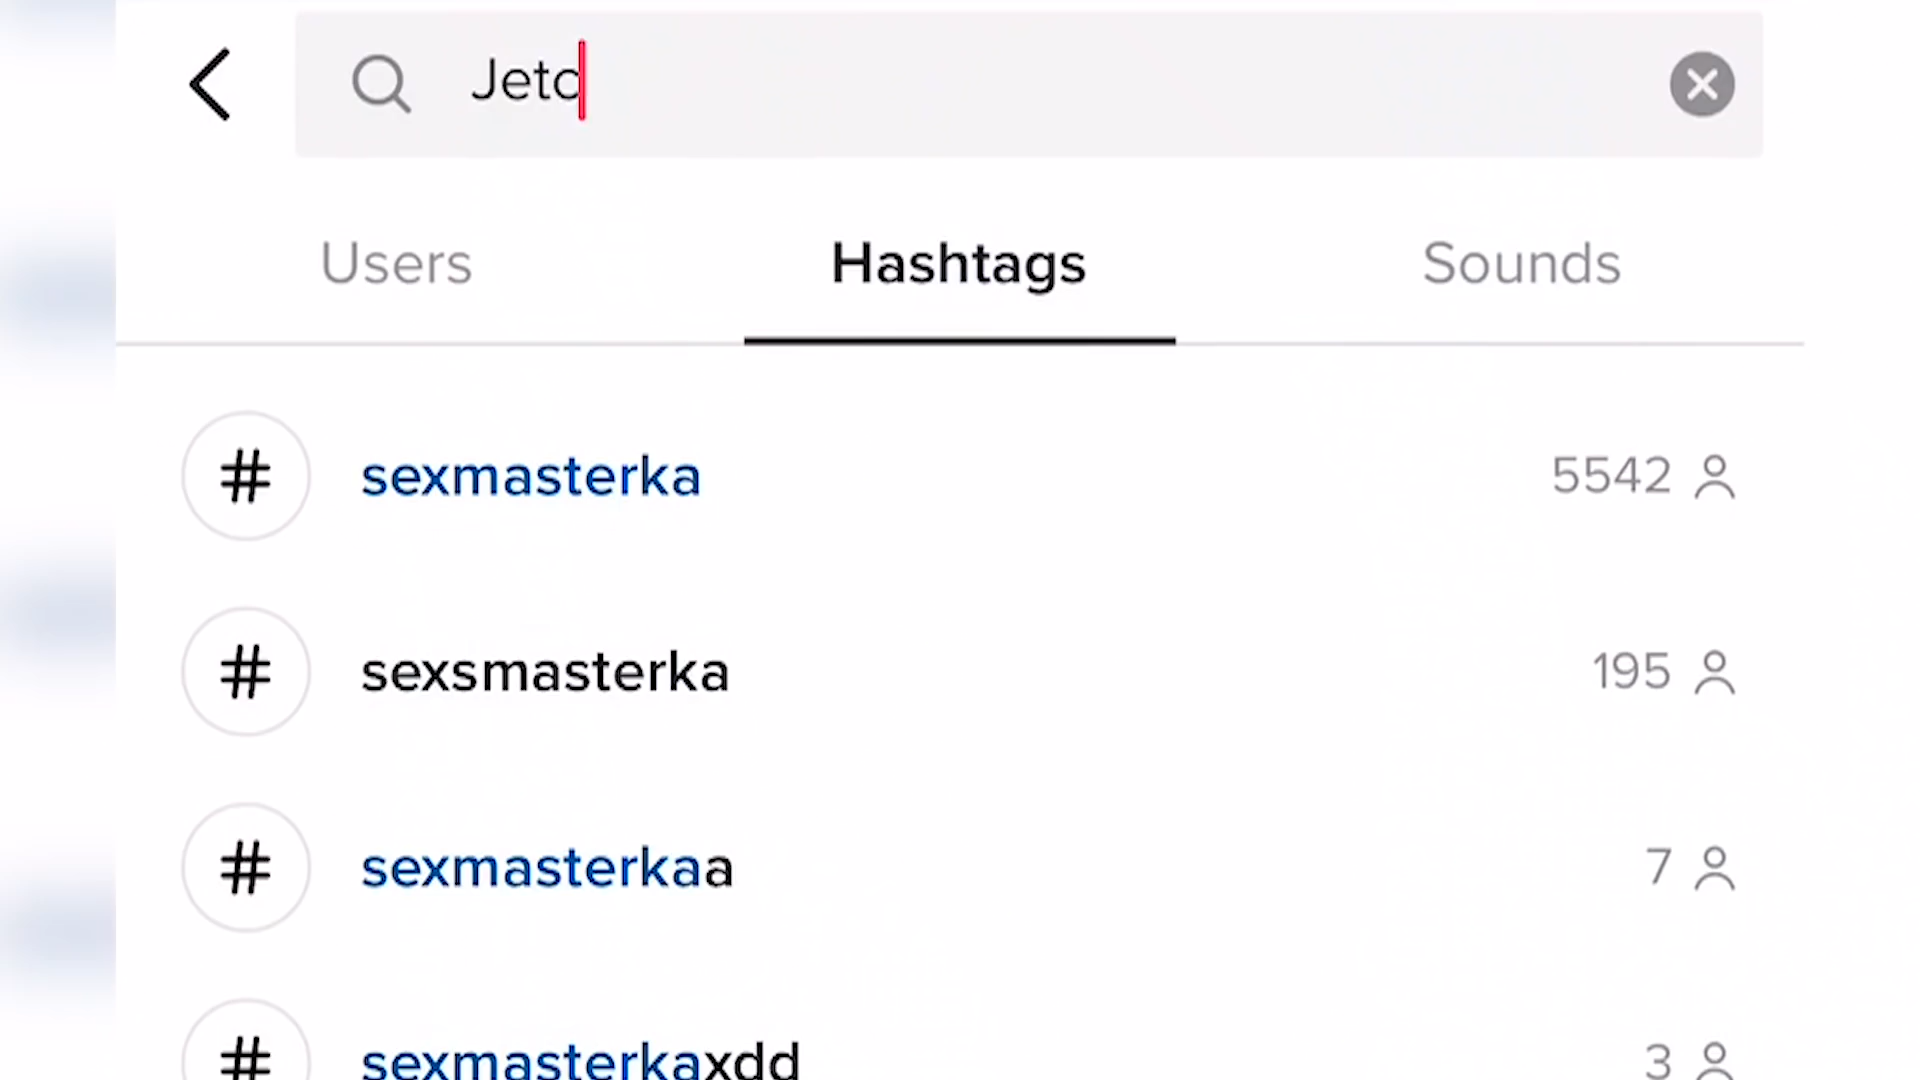 Jetc
Users Hashtags Sounds
# sexmasterka 5542
# sexsmasterka 195
# sexmasterkaa 7
# sexmasterkaxdd 3